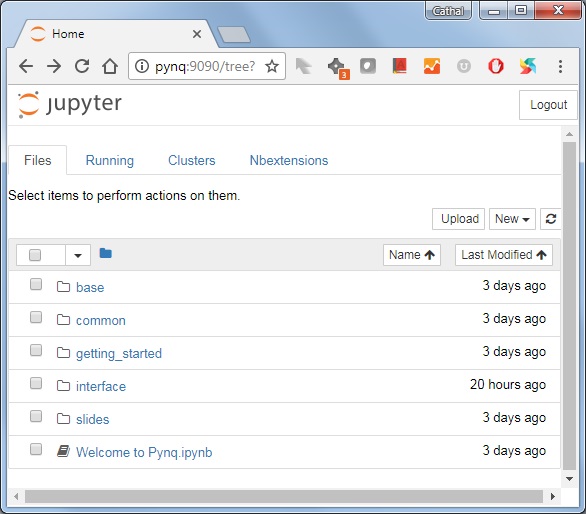 Cathal
Home
pynq:9090/tree?
3
jupyter
Logout
Files Running Clusters Nbextensions
Select items to perform actions on them.
Upload New
Name Last Modified
base 3 days ago
common 3 days ago
getting_started 3 days ago
interface 20 hours ago
slides 3 days ago
Welcome to Pynq.ipynb 3 days ago